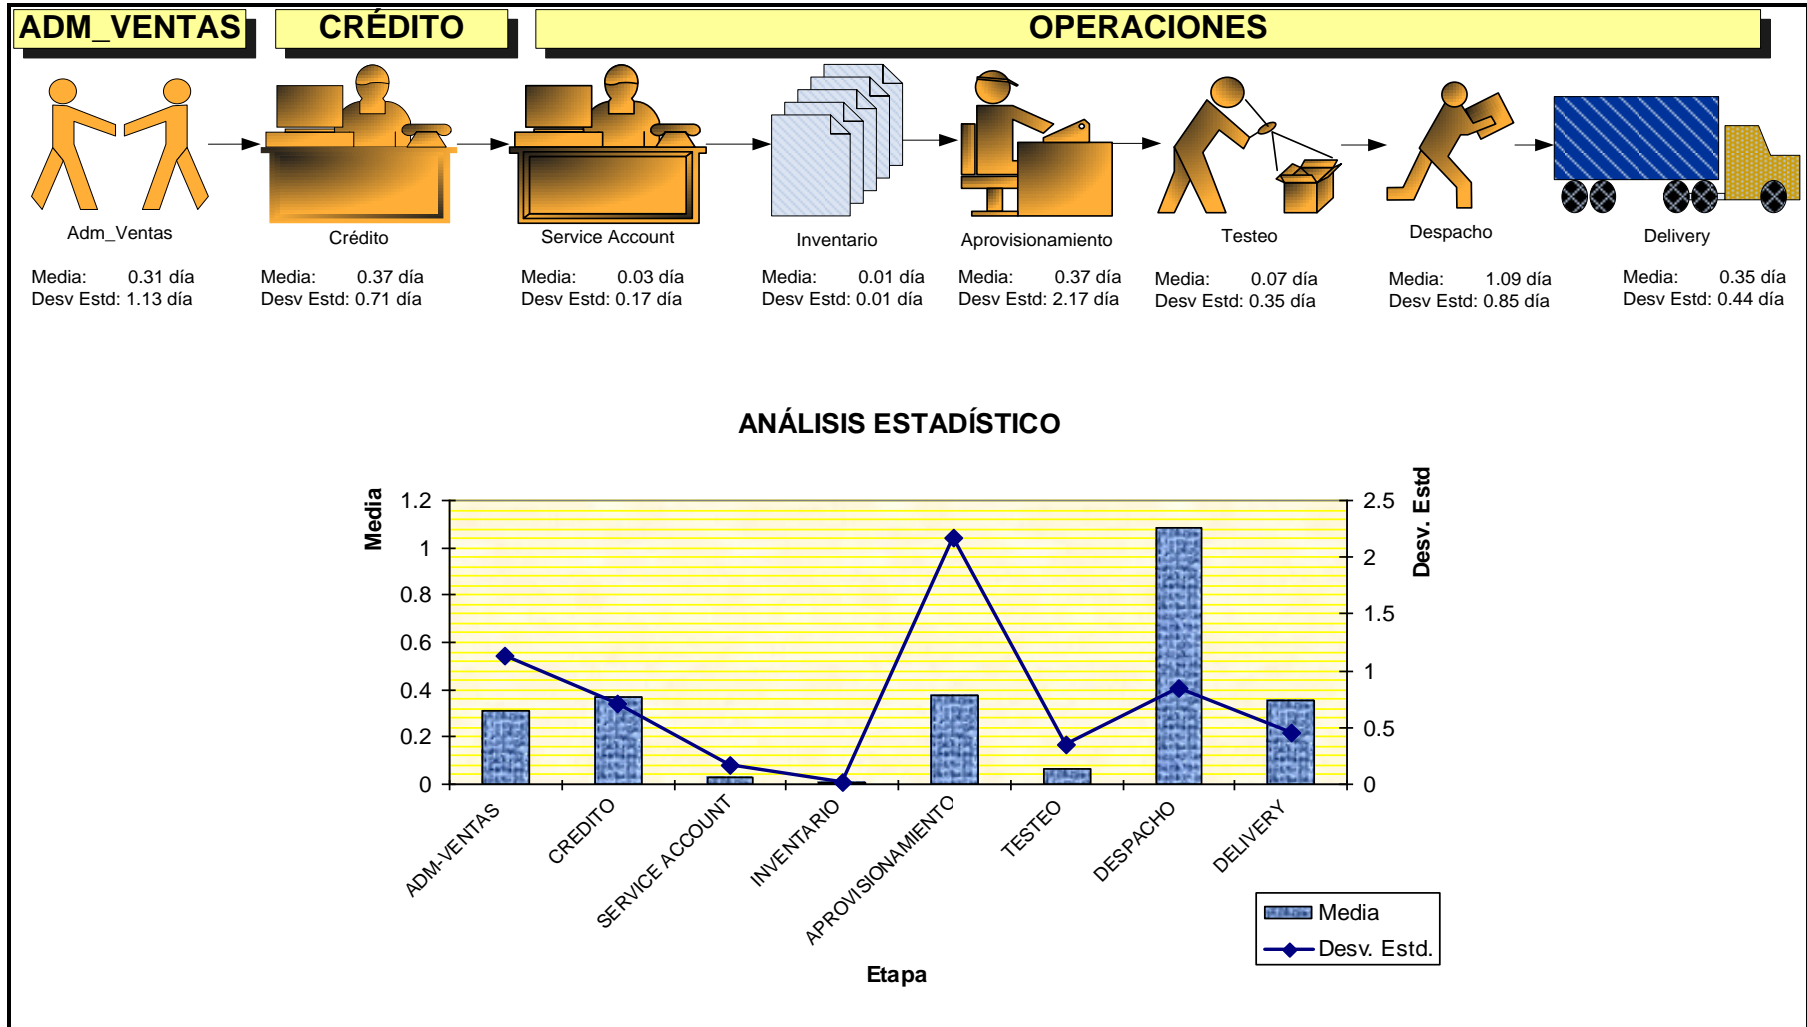 ADM_VENTAS
CRÉDITO
OPERACIONES
Adm_Ventas
Media: 0.31 día
Desv Estd: 1.13 día
Crédito
Media: 0.37 día
Desv Estd: 0.71 día
Service Account
Media: 0.03 día
Desv Estd: 0.17 día
Inventario
Media: 0.01 día
Desv Estd: 0.01 día
Aprovisionamiento
Media: 0.37 día
Desv Estd: 2.17 día
Testeo
Media: 0.07 día
Desv Estd: 0.35 día
Despacho
Media: 1.09 día
Desv Estd: 0.85 día
Delivery
Media: 0.35 día
Desv Estd: 0.44 día
ANÁLISIS ESTADÍSTICO
Media
1.2
1
0.8
0.6
0.4
0.2
0
Desv. Estd
2.5
2
1.5
1
0.5
0
ADM-VENTAS
CREDITO
SERVICE ACCOUNT
INVENTARIO
APROVISIONAMIENTO
TESTEO
DESPACHO
DELIVERY
Etapa
Media
Desv. Estd.